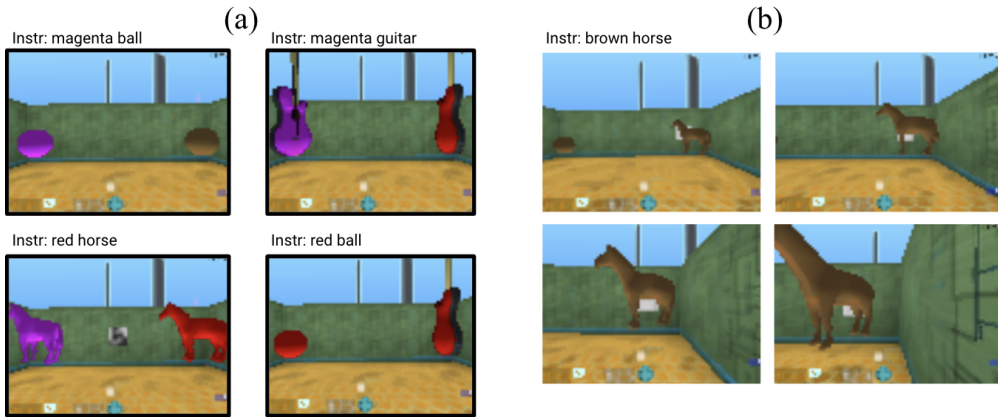 (a)
Instr: magenta ball
Instr: magenta guitar
Instr: red horse
Instr: red ball
(b)
Instr: brown horse